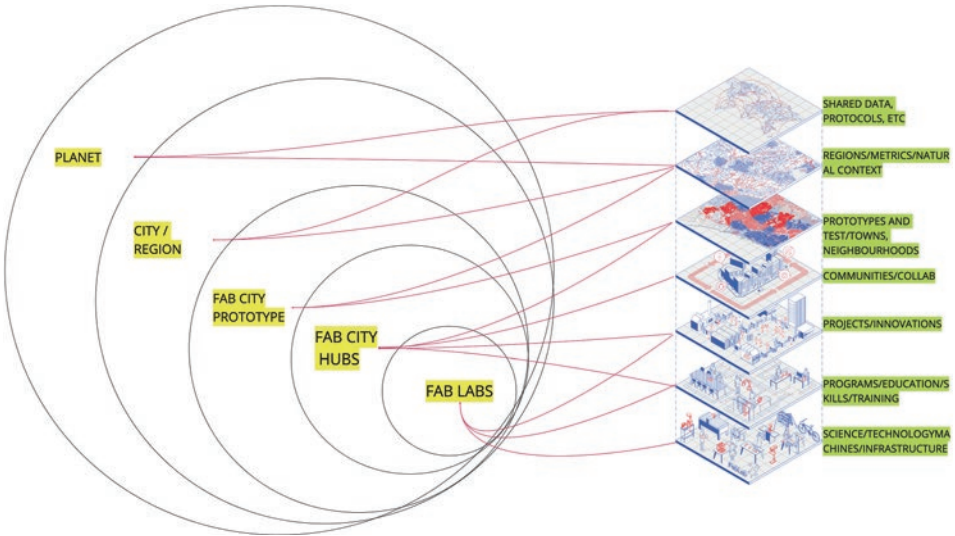 PLANET
CITY /
REGION
FAB CITY
PROTOTYPE
FAB CITY
HUBS
FAB LABS
SHARED DATA,
PROTOCOLS, ETC
REGIONS/METRICS/NATUR
AL CONTEXT
PROTOTYPES AND
TEST/TOWNS,
NEIGHBOURHOODS
COMMUNITIES/COLLAB
PROJECTS/INNOVATIONS
PROGRAMS/EDUCATION/S
KILLS/TRAINING
SCIENCE/TECHNOLOGYMA
CHINES/INFRASTRUCTURE